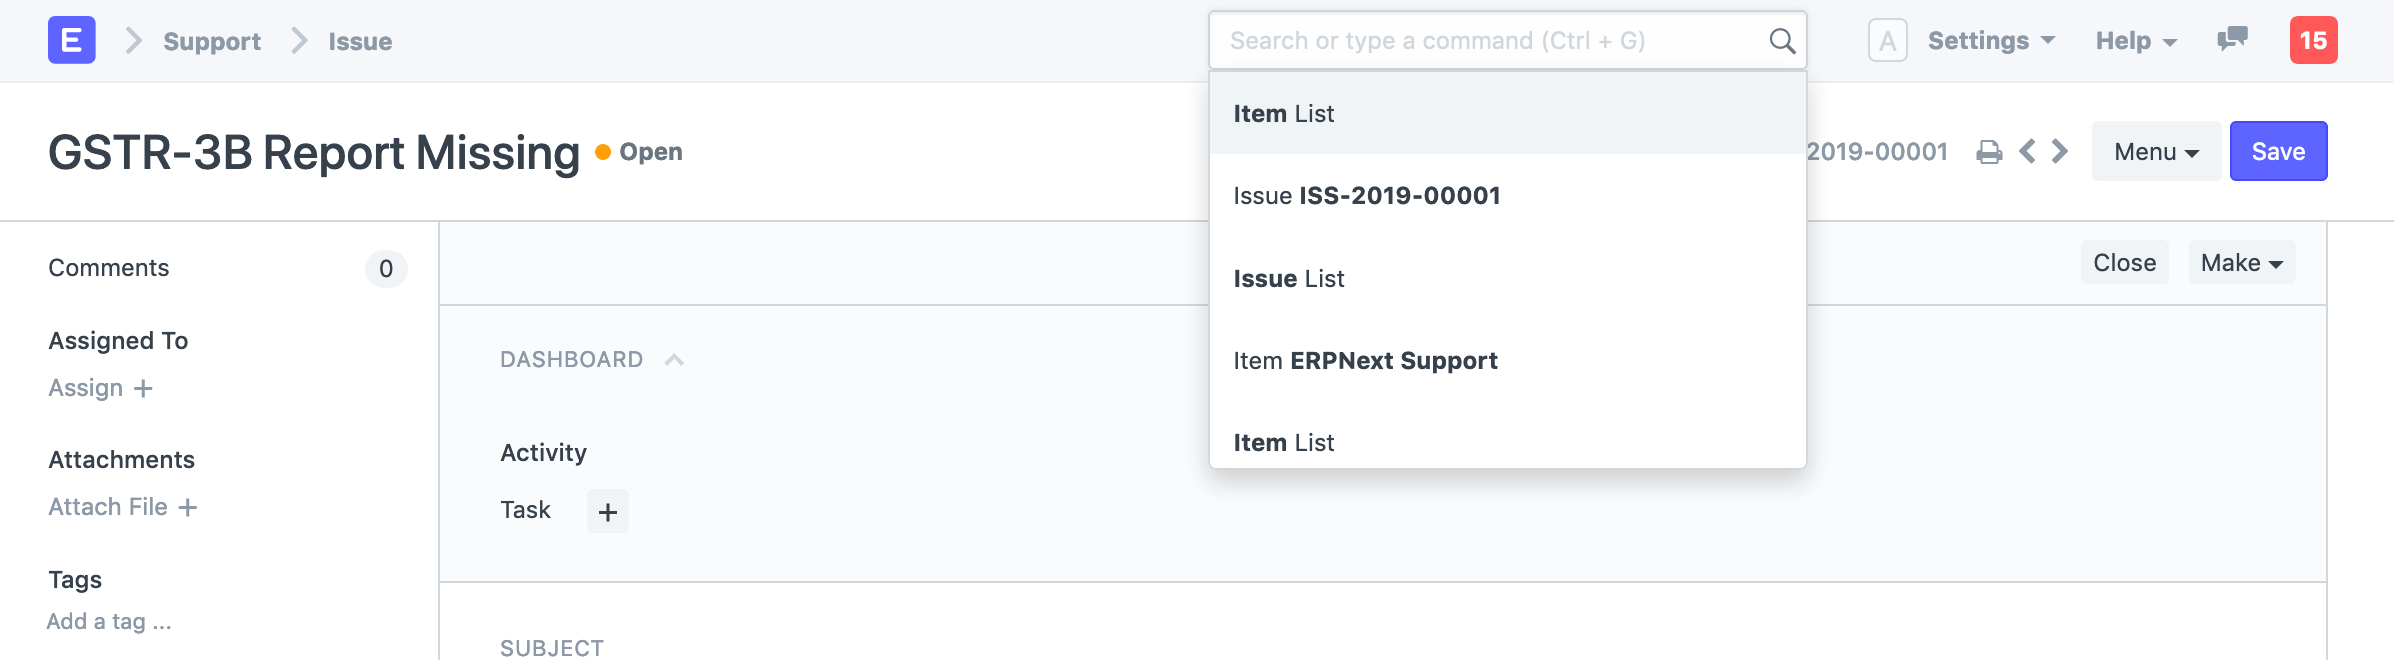 E > Support > Issue
Search or type a command (Ctrl + G)
A Settings Help 15
Item List
Issue ISS-2019-00001
Issue List
Item ERPNext Support
Item List
GSTR-3B Report Missing Open
2019-00001 Menu Save
Comments 0
Close Make
Assigned To
Assign +
DASHBOARD
Attachments
Attach File +
Activity
Task +
Tags
Add a tag ...
SUBJECT